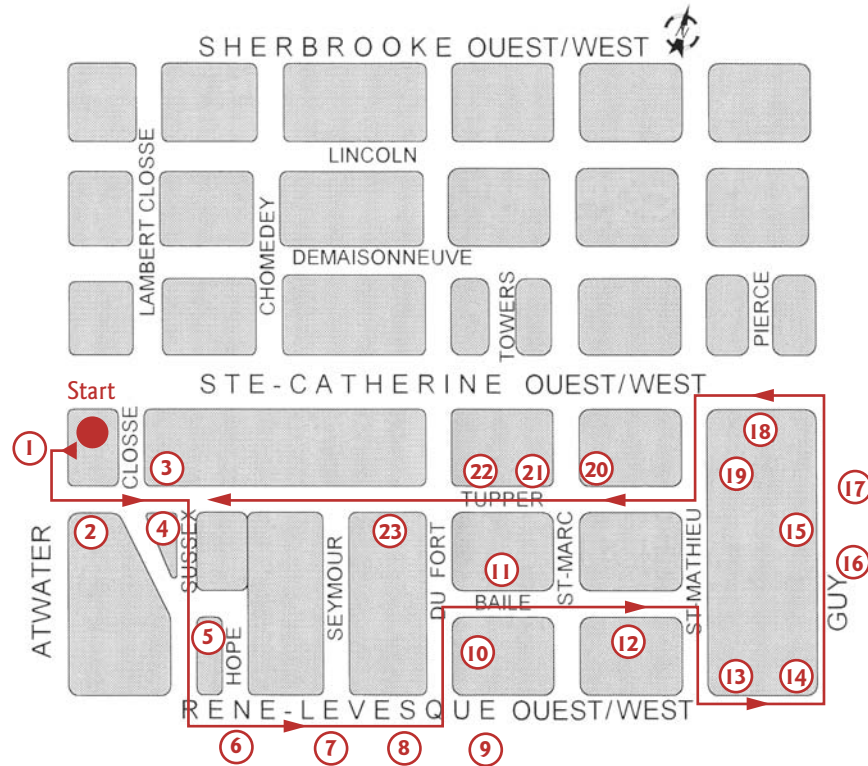 SHERBROOKE OUEST/WEST
N
LINCOLN
LAMBERT CLOSSE
CHOMEDEY
DEMAISONNEUVE
TOWERS
PIERCE
STE-CATHERINE OUEST/WEST
Start
CLOSSE
1
3
22
21
20
18
19
17
TUPPER
2
4
SUSSEX
23
15
ATWATER
SEYMOUR
DU FORT
11
ST-MARC
ST-MATHIEU
16
GUY
BAILE
5
HOPE
10
12
13
14
RENE-LEVESQUE OUEST/WEST
6
7
8
9